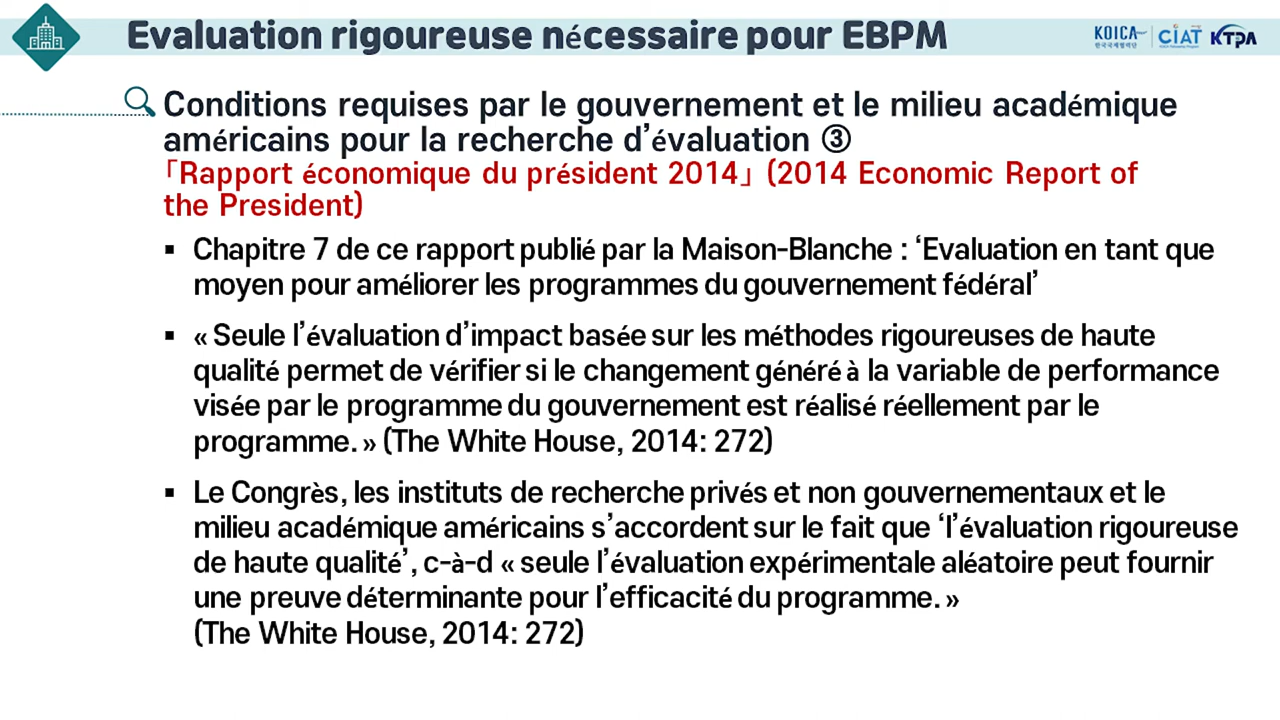 Evaluation rigoureuse nécessaire pour EBPM
KOICA 한국국제협력단 CIAT KTPA
Conditions requises par le gouvernement et le milieu académique
américains pour la recherche d’évaluation ③
「Rapport économique du président 2014」 (2014 Economic Report of
the President)
▪ Chapitre 7 de ce rapport publié par la Maison-Blanche : ‘Evaluation en tant que
moyen pour améliorer les programmes du gouvernement fédéral’
▪ « Seule l’évaluation d’impact basée sur les méthodes rigoureuses de haute
qualité permet de vérifier si le changement généré à la variable de performance
visée par le programme du gouvernement est réalisé réellement par le
programme. » (The White House, 2014: 272)
▪ Le Congrès, les instituts de recherche privés et non gouvernementaux et le
milieu académique américains s’accordent sur le fait que ‘l’évaluation rigoureuse
de haute qualité’, c-à-d « seule l’évaluation expérimentale aléatoire peut fournir
une preuve déterminante pour l’efficacité du programme. »
(The White House, 2014: 272)